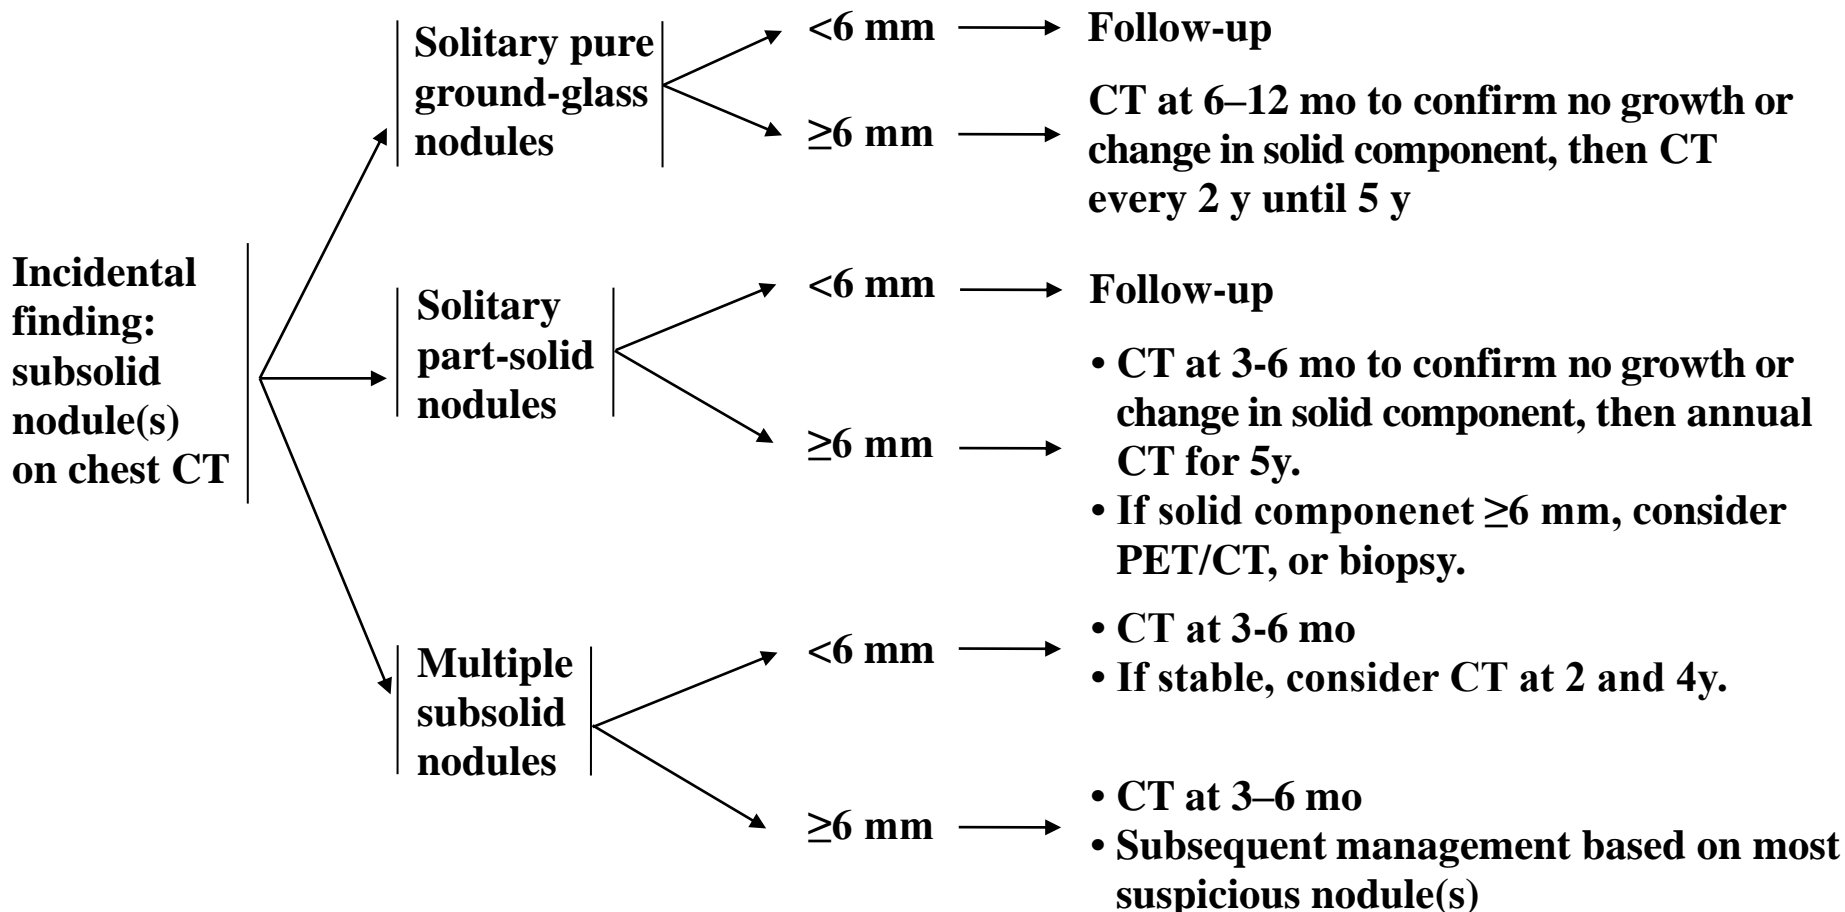 Incidental
finding:
subsolid
nodule(s)
on chest CT
Solitary pure
ground-glass
nodules
<6 mm
Follow-up
≥6 mm
CT at 6–12 mo to confirm no growth or
change in solid component, then CT
every 2 y until 5 y
Solitary
part-solid
nodules
<6 mm
Follow-up
≥6 mm
• CT at 3-6 mo to confirm no growth or
change in solid component, then annual
CT for 5y.
• If solid componenet ≥6 mm, consider
PET/CT, or biopsy.
Multiple
subsolid
nodules
<6 mm
• CT at 3-6 mo
• If stable, consider CT at 2 and 4y.
≥6 mm
• CT at 3–6 mo
• Subsequent management based on most
suspicious nodule(s)